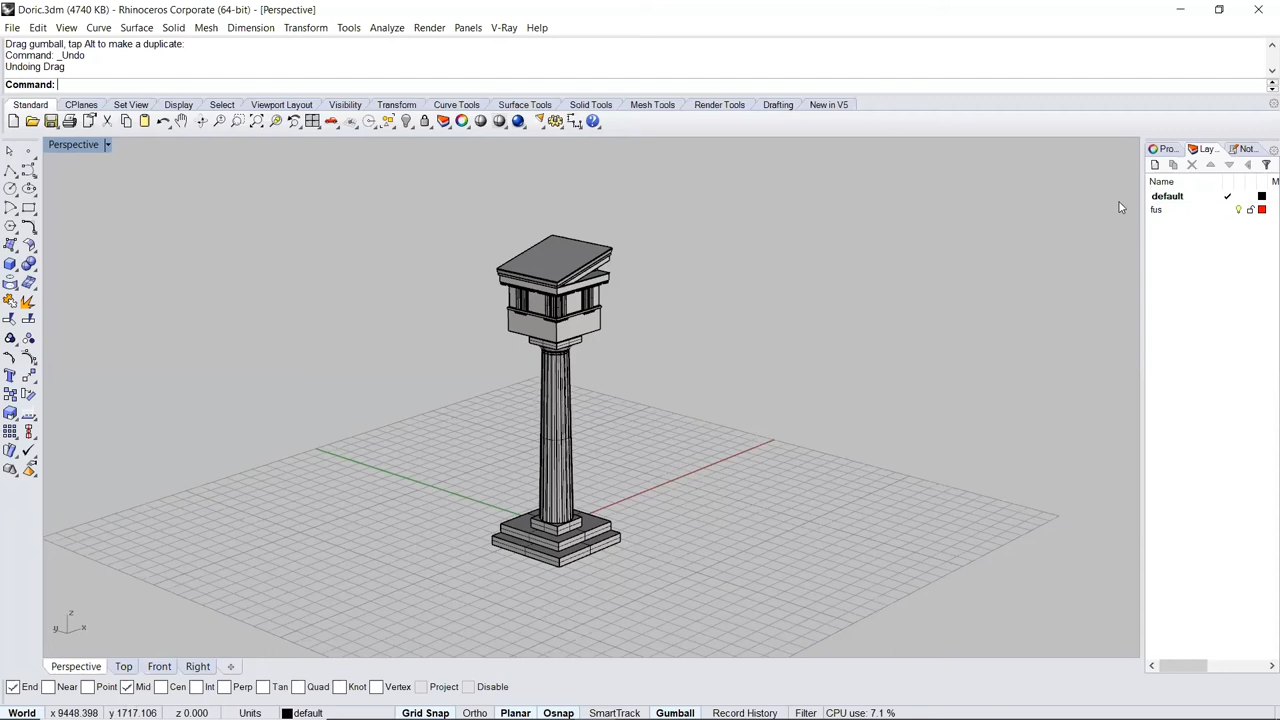 Doric.3dm (4740 KB) - Rhinoceros Corporate (64-bit) - [Perspective]
File Edit View Curve Surface Solid Mesh Dimension Transform Tools Analyze Render Panels V-Ray Help
Drag gumball, tap Alt to make a duplicate:
Command: _Undo
Undoing Drag
Command:
Standard CPlanes Set View Display Select Viewport Layout Visibility Transform Curve Tools Surface Tools Solid Tools Mesh Tools Render Tools Drafting New in V5
Perspective
Pro... Lay... Not...
Name M
default
fus
z
y x
Perspective Top Front Right
End Near Point Mid Cen Int Perp Tan Quad Knot Vertex Project Disable
World x 9448.398 y 1717.106 z 0.000 Units default Grid Snap Ortho Planar Osnap SmartTrack Gumball Record History Filter CPU use: 7.1 %